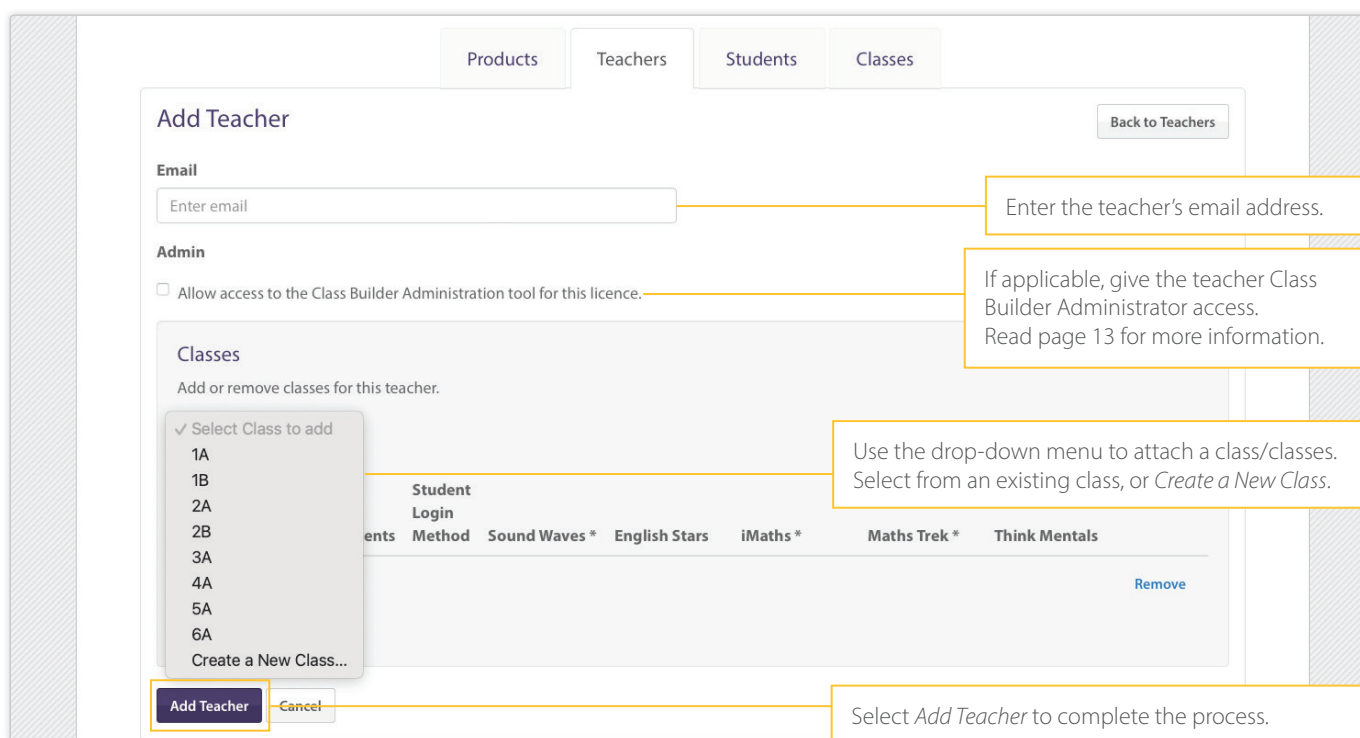 Products Teachers Students Classes
Add Teacher
Back to Teachers
Email
Enter email
Enter the teacher's email address.
Admin
Allow access to the Class Builder Administration tool for this licence.
If applicable, give the teacher Class
Builder Administrator access.
Read page 13 for more information.
Classes
Add or remove classes for this teacher.
✓ Select Class to add
1A
1B
2A
2B
3A
4A
5A
6A
Create a New Class...
Use the drop-down menu to attach a class/classes.
Select from an existing class, or Create a New Class.
Student
Login
ents Method Sound Waves * English Stars iMaths * Maths Trek * Think Mentals
Remove
Add Teacher Cancel
Select Add Teacher to complete the process.